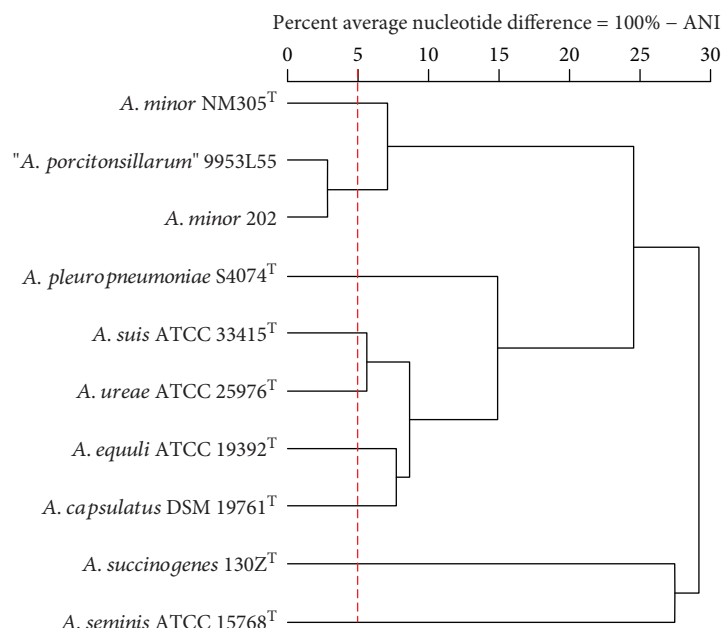 Percent average nucleotide difference = 100% − ANI
0 5 10 15 20 25 30
A. minor NM305ᵀ
"A. porcitonsillarum" 9953L55
A. minor 202
A. pleuropneumoniae S4074ᵀ
A. suis ATCC 33415ᵀ
A. ureae ATCC 25976ᵀ
A. equuli ATCC 19392ᵀ
A. capsulatus DSM 19761ᵀ
A. succinogenes 130Zᵀ
A. seminis ATCC 15768ᵀ